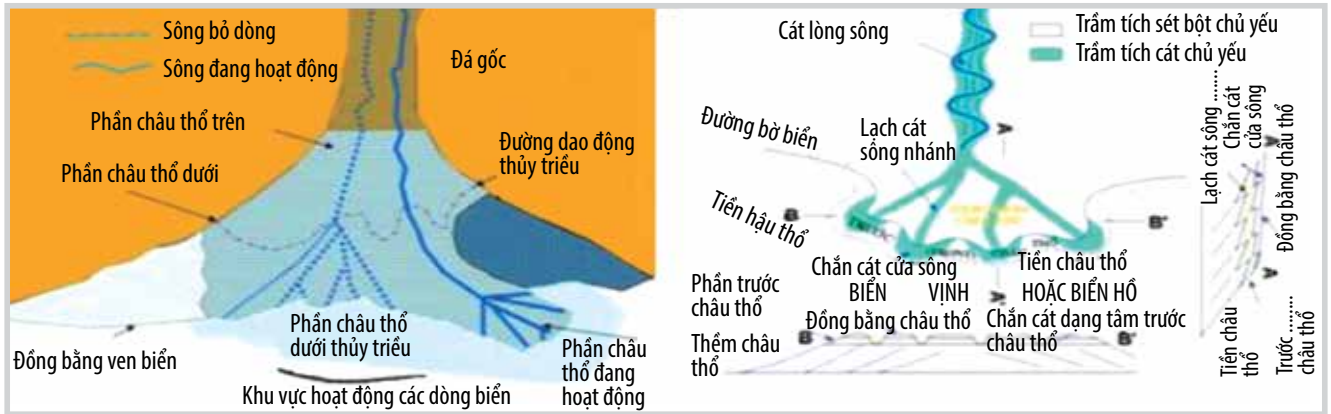 Sông bỏ dòng
Sông đang hoạt động
Đá gốc
Phần châu thổ trên
Phần châu thổ dưới
Đường dao động
thủy triều
Phần châu thổ
dưới thủy triều
Đồng bằng ven biển
Khu vực hoạt động các dòng biển
Phần châu
thổ đang
hoạt động
Cát lòng sông
Trầm tích sét bột chủ yếu
Trầm tích cát chủ yếu
Đường bờ biển
Lạch cát
sông nhánh
A
Tiền hậu thổ
B
B'
Chắn cát cửa sông
Tiền châu thổ
Phần trước
châu thổ
BIỂN
VỊNH
A'
HOẶC BIỂN HỒ
Đồng bằng châu thổ
Chắn cát dạng tâm trước
châu thổ
Thềm châu
thổ
B
B'
Lạch cát sông ........
Chắn cát
cửa sông
Đồng bằng châu thổ
A
Tiền châu
thổ
Trước ........
châu thổ